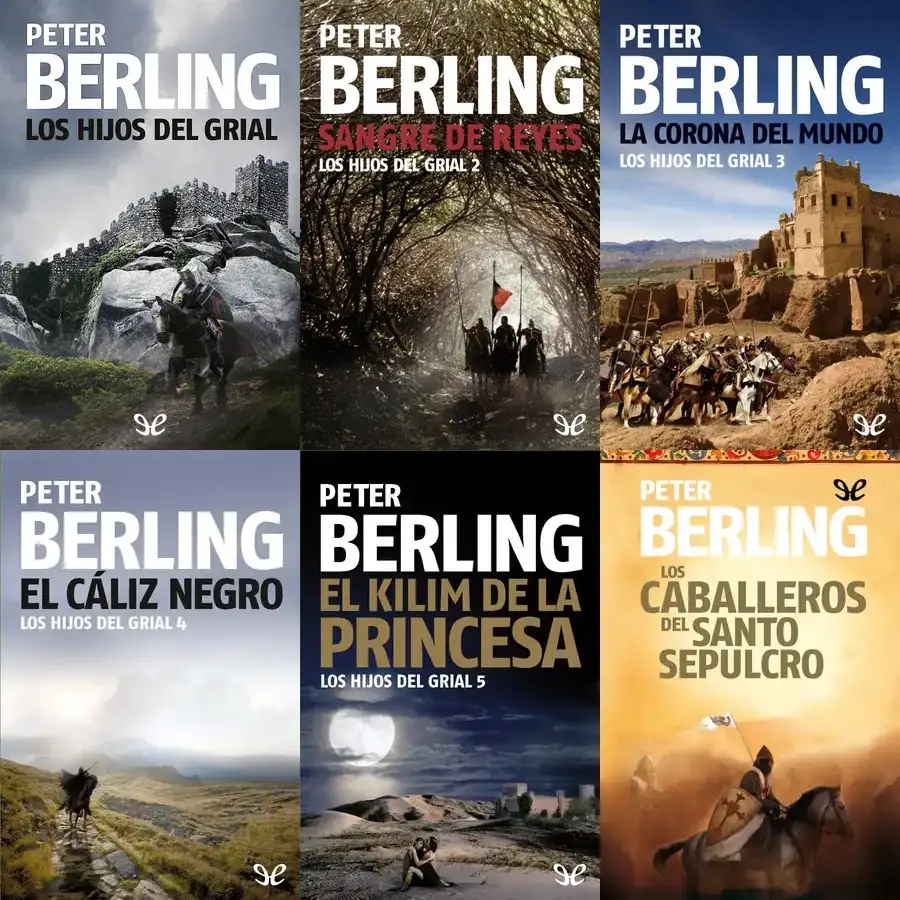 PETER
BERLING
LOS HIJOS DEL GRIAL
PETER
BERLING
SANGRE DE REYES
LOS HIJOS DEL GRIAL 2
PETER
BERLING
LA CORONA DEL MUNDO
LOS HIJOS DEL GRIAL 3
PETER
BERLING
EL CÁLIZ NEGRO
LOS HIJOS DEL GRIAL 4
PETER
BERLING
EL KILIM DE LA
PRINCESA
LOS HIJOS DEL GRIAL 5
PETER
BERLING
LOS
CABALLEROS
DEL SANTO
SEPULCRO